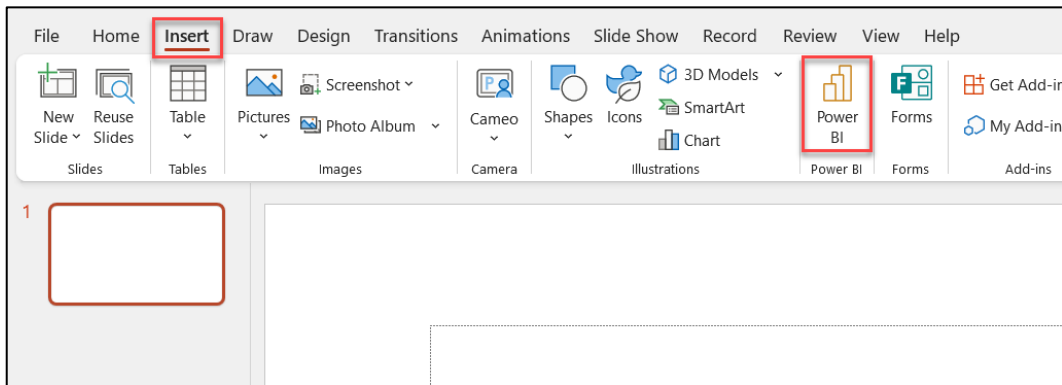 File Home Insert Draw Design Transitions Animations Slide Show Record Review View Help
New Slide
Reuse Slides
Slides
Table
Tables
Pictures
Screenshot
Photo Album
Images
Cameo
Camera
Shapes
Icons
3D Models
SmartArt
Chart
Illustrations
Power BI
Power BI
Forms
Forms
Get Add-in
My Add-in
Add-ins
1